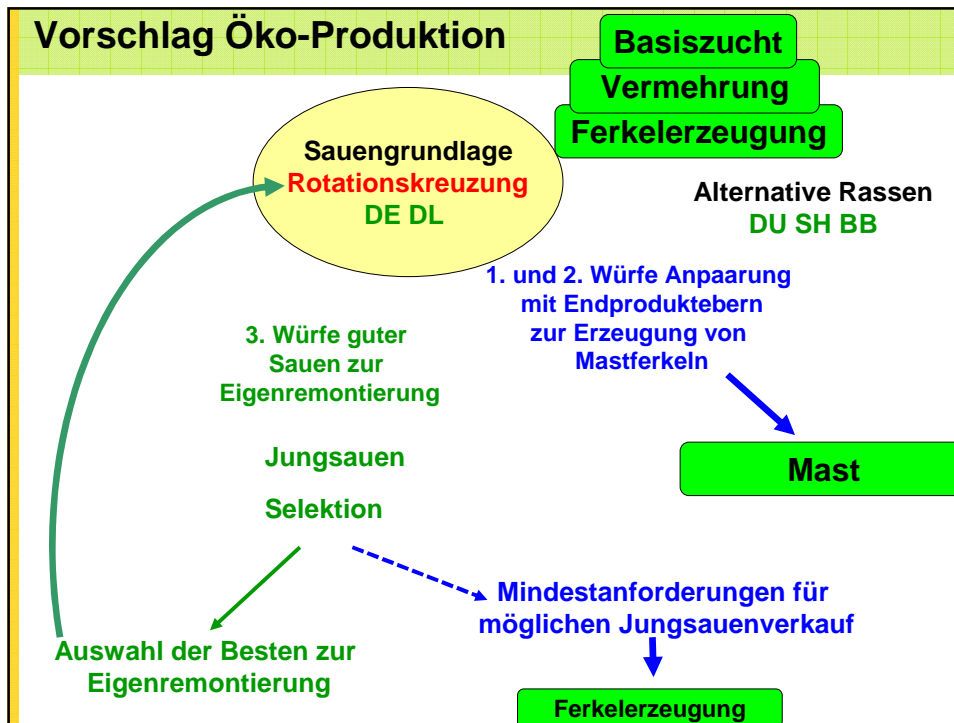 Vorschlag Öko-Produktion
Basiszucht
Vermehrung
Ferkelerzeugung
Sauengrundlage
Rotationskreuzung
DE DL
Alternative Rassen
DU SH BB
1. und 2. Würfe Anpaarung
mit Endproduktebern
zur Erzeugung von
Mastferkeln
3. Würfe guter
Sauen zur
Eigenremontierung
Jungsauen
Selektion
Mast
Mindestanforderungen für
möglichen Jungsauenverkauf
Auswahl der Besten zur
Eigenremontierung
Ferkelerzeugung